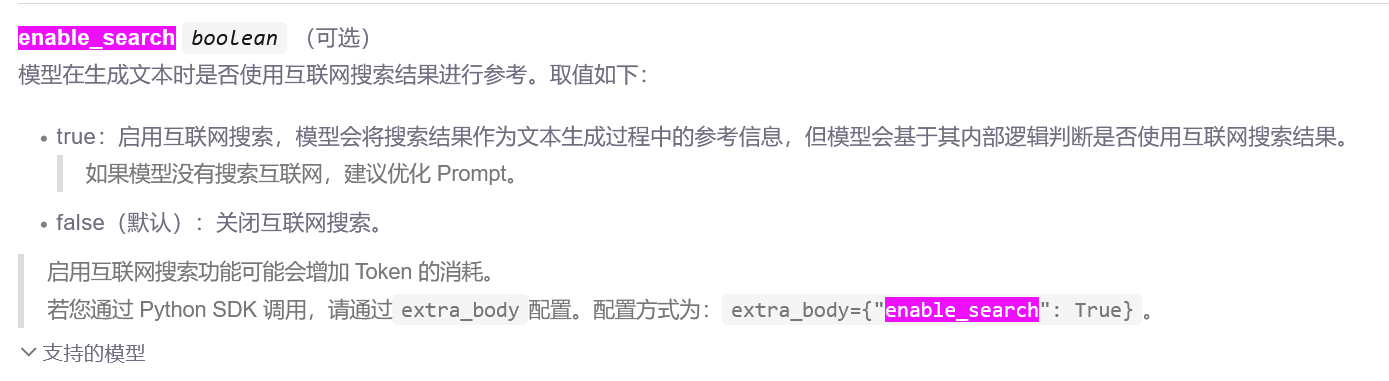 enable_search boolean （可选）
模型在生成文本时是否使用互联网搜索结果进行参考。取值如下：
• true：启用互联网搜索，模型会将搜索结果作为文本生成过程中的参考信息，但模型会基于其内部逻辑判断是否使用互联网搜索结果。
如果模型没有搜索互联网，建议优化 Prompt。
• false（默认）：关闭互联网搜索。
启用互联网搜索功能可能会增加 Token 的消耗。
若您通过 Python SDK 调用，请通过 extra_body 配置。配置方式为：extra_body={"enable_search": True}。
支持的模型